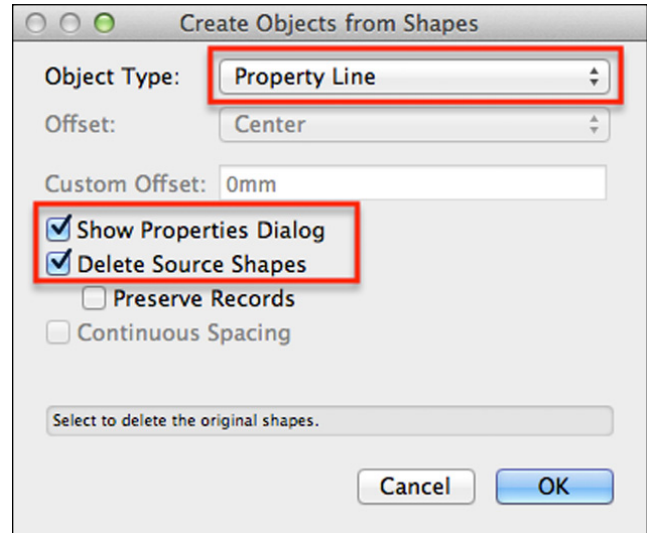 Create Objects from Shapes
Object Type: Property Line
Offset: Center
Custom Offset: 0mm
Show Properties Dialog
Delete Source Shapes
Preserve Records
Continuous Spacing
Select to delete the original shapes.
Cancel OK